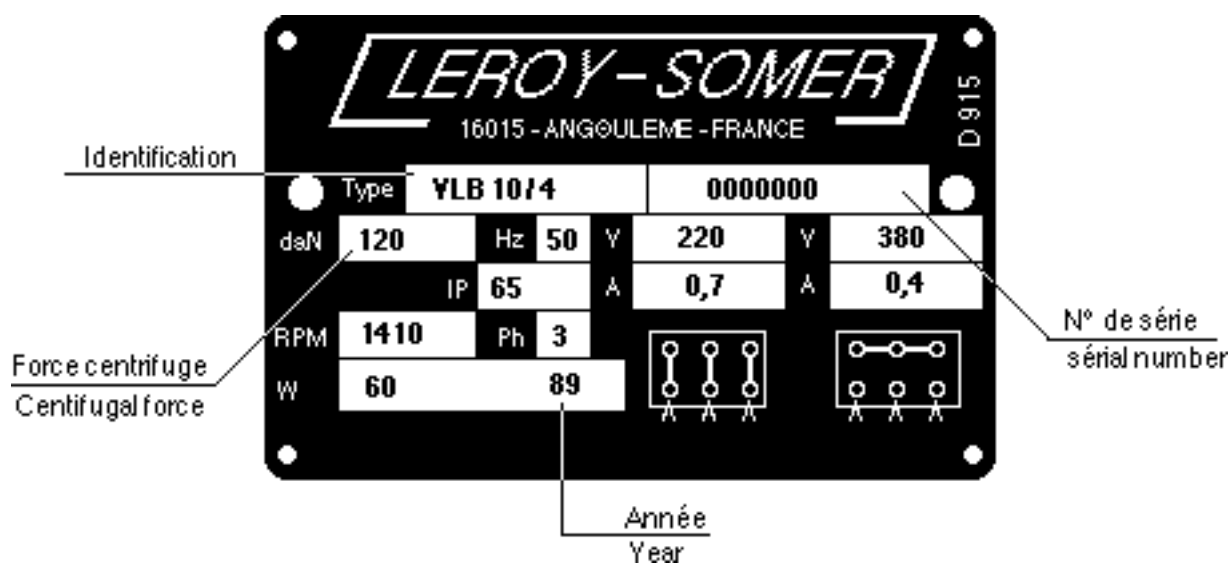 LEROY-SOMER
16015 - ANGOULEME - FRANCE
D 915
Identification
Type VLB 10/4 0000000
daN 120 Hz 50 V 220 V 380
IP 65 A 0,7 A 0,4
RPM 1410 Ph 3
W 60 89
N° de série
sérial number
Force centrifuge
Centifugal force
Année
Year